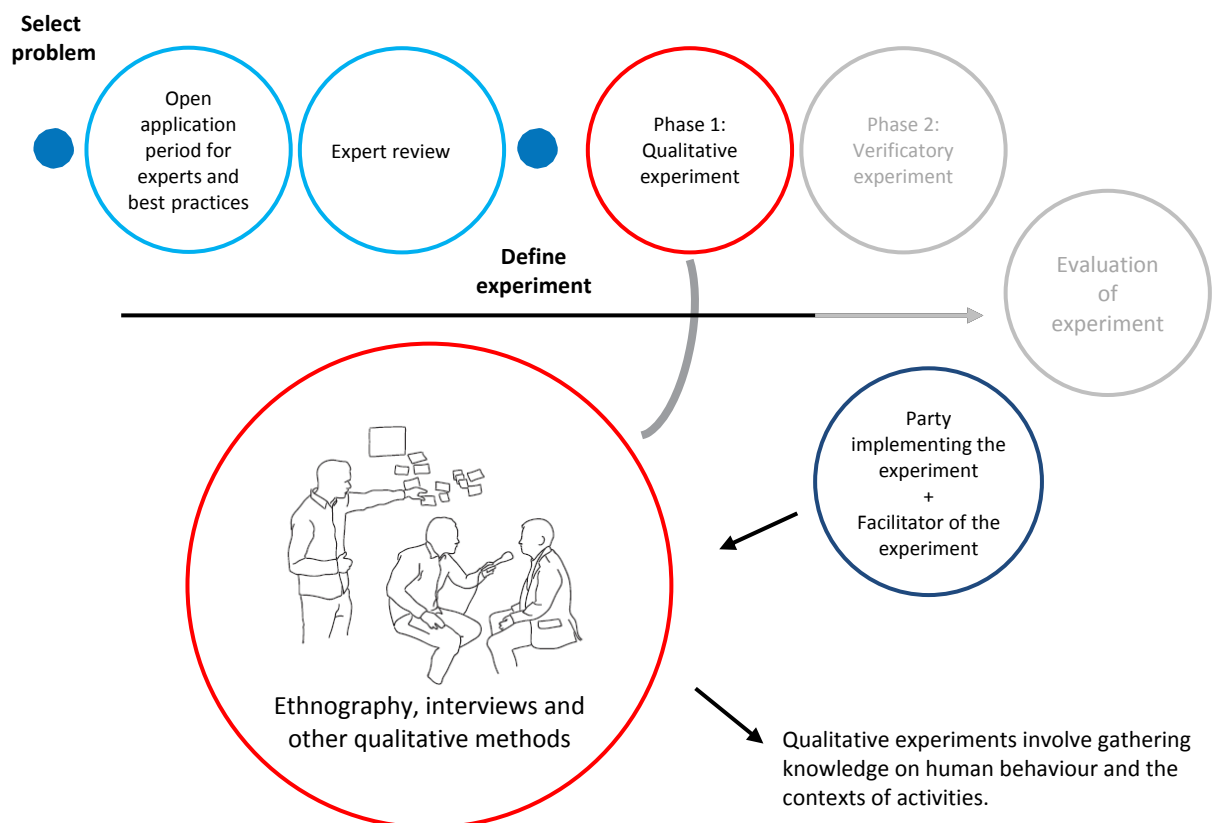 Select
problem
Open
application
period for
experts and
best practices
Expert review
Phase 1:
Qualitative
experiment
Phase 2:
Verificatory
experiment
Define
experiment
Evaluation
of
experiment
Party
implementing the
experiment
+
Facilitator of the
experiment
Ethnography, interviews and
other qualitative methods
Qualitative experiments involve gathering
knowledge on human behaviour and the
contexts of activities.